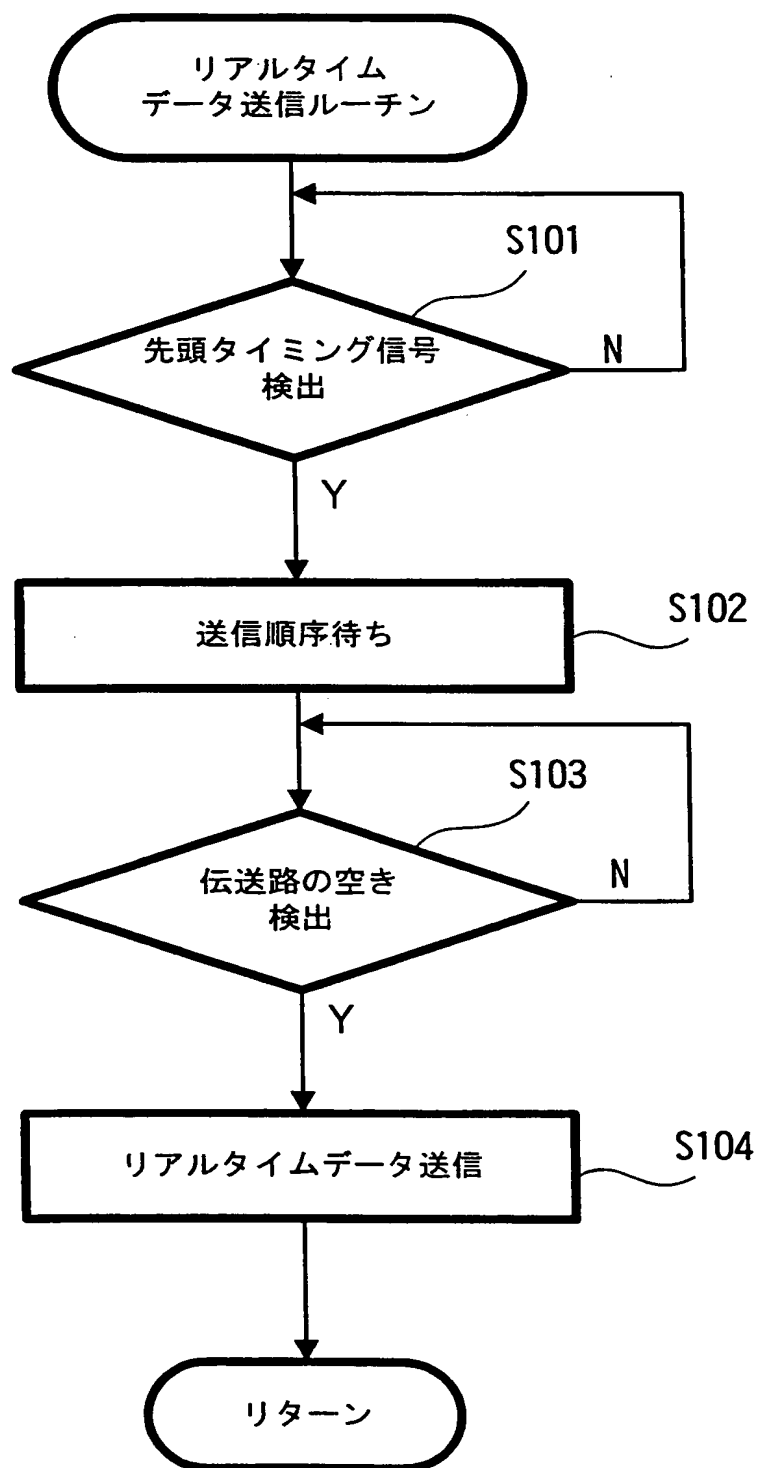 リアルタイム
データ送信ルーチン
S101
先頭タイミング信号
検出
N
Y
S102
送信順序待ち
S103
伝送路の空き
検出
N
Y
S104
リアルタイムデータ送信
リターン